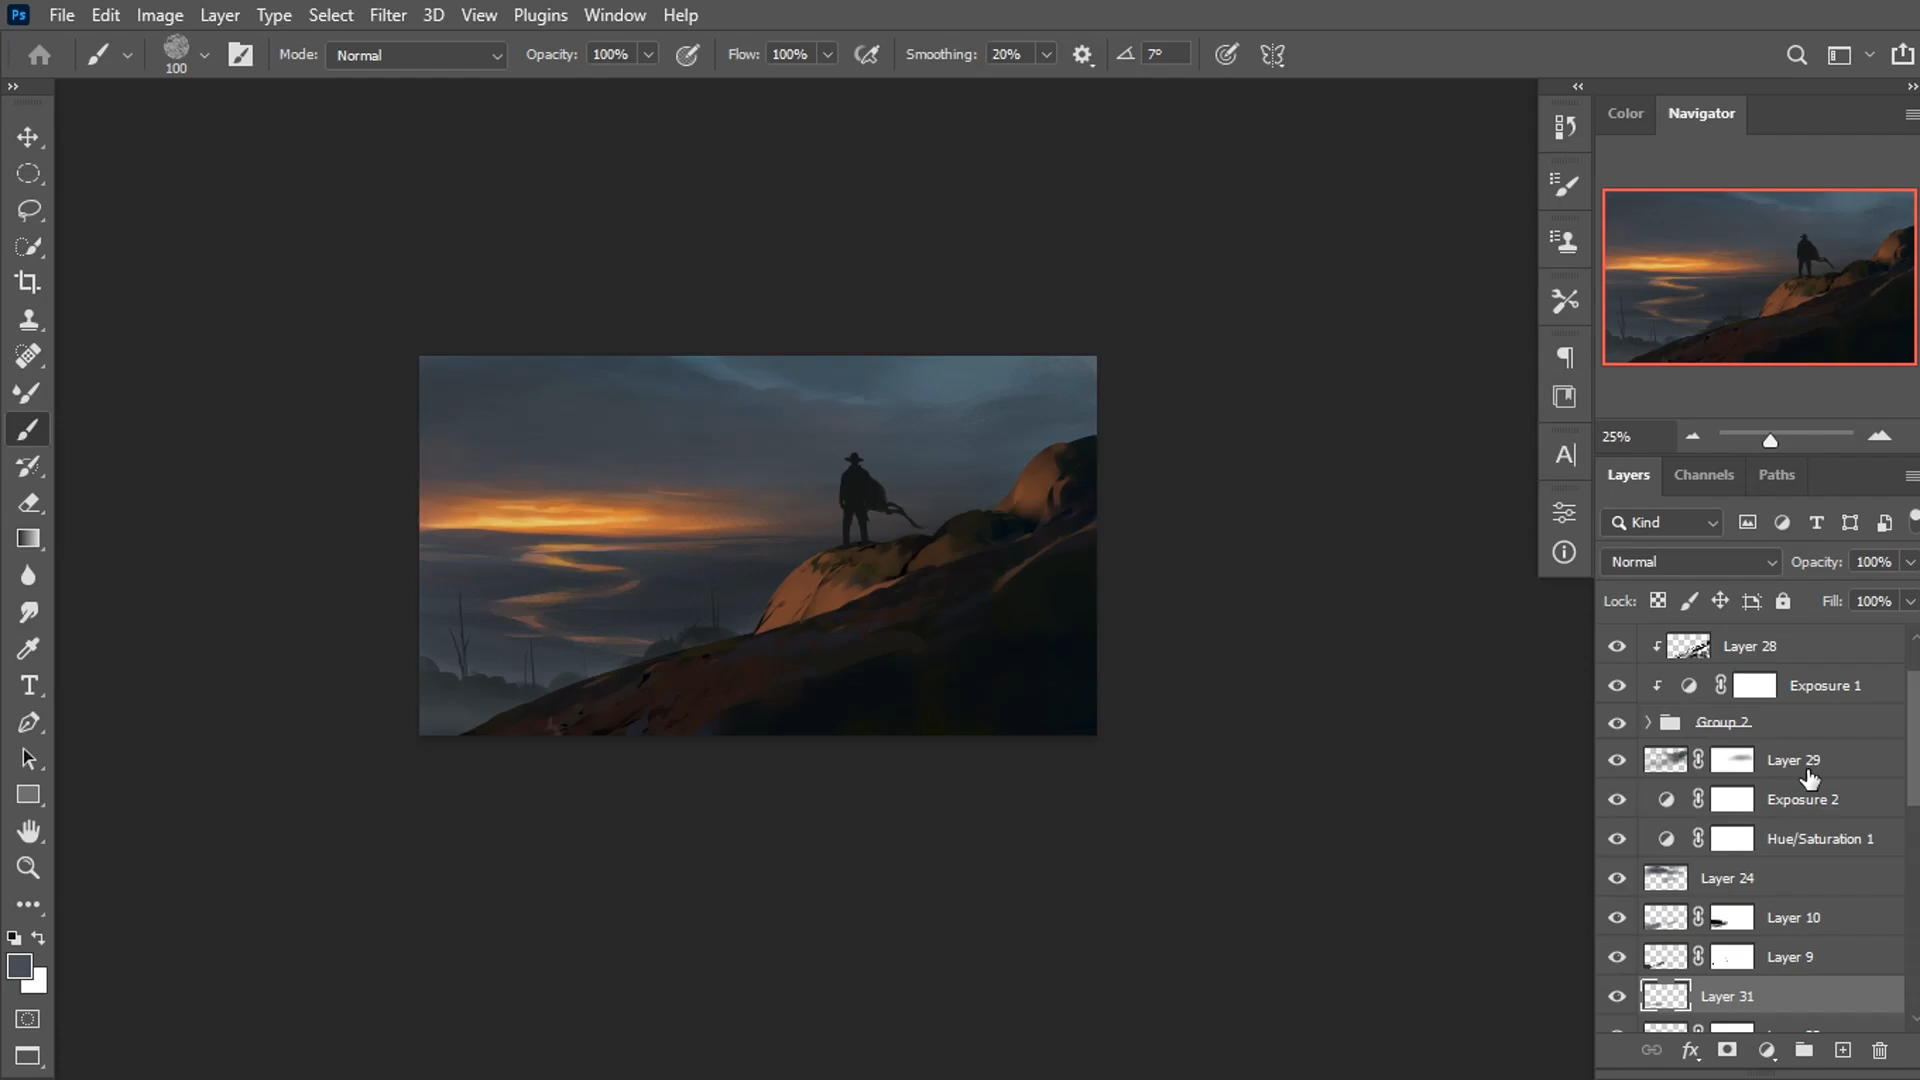 Ps File Edit Image Layer Type Select Filter 3D View Plugins Window Help
100 Mode: Normal Opacity: 100% Flow: 100% Smoothing: 20% 7°
Color Navigator
25%
Layers Channels Paths
Kind
Normal Opacity: 100%
Lock: Fill: 100%
Layer 28
Exposure 1
Group 2
Layer 29
Exposure 2
Hue/Saturation 1
Layer 24
Layer 10
Layer 9
Layer 31